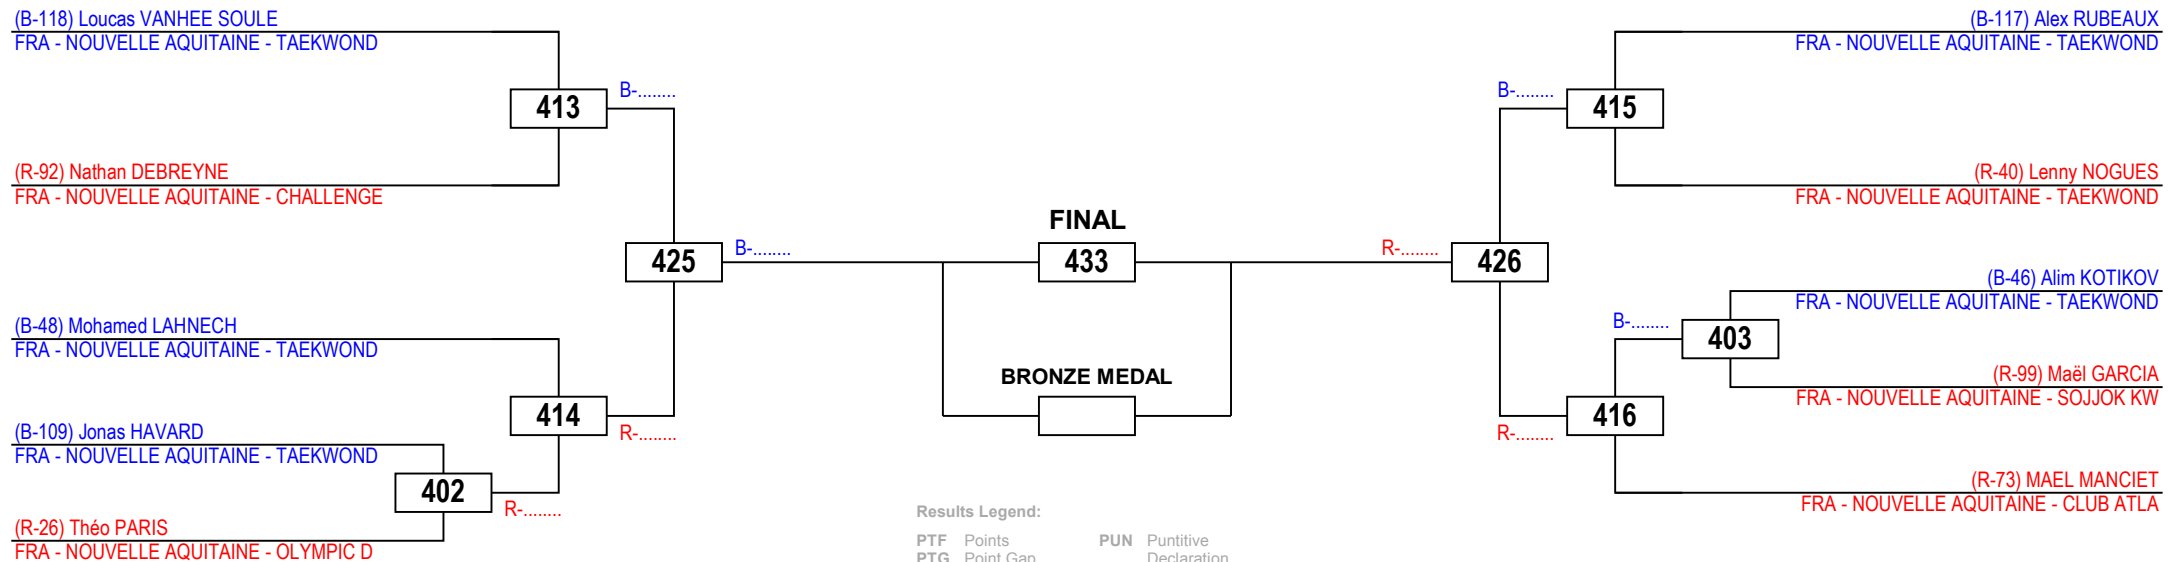 (B-118) Loucas VANHEE SOULE
FRA - NOUVELLE AQUITAINE - TAEKWOND
413
B-........
(R-92) Nathan DEBREYNE
FRA - NOUVELLE AQUITAINE - CHALLENGE
425
B-........
(B-48) Mohamed LAHNECH
FRA - NOUVELLE AQUITAINE - TAEKWOND
414
R-........
(B-109) Jonas HAVARD
FRA - NOUVELLE AQUITAINE - TAEKWOND
402
R-........
(R-26) Théo PARIS
FRA - NOUVELLE AQUITAINE - OLYMPIC D
FINAL
433
BRONZE MEDAL
(B-117) Alex RUBEAUX
FRA - NOUVELLE AQUITAINE - TAEKWOND
B-........
415
(R-40) Lenny NOGUES
FRA - NOUVELLE AQUITAINE - TAEKWOND
R-........
426
(B-46) Alim KOTIKOV
FRA - NOUVELLE AQUITAINE - TAEKWOND
B-........
403
(R-99) Maël GARCIA
FRA - NOUVELLE AQUITAINE - SOJJOK KW
416
R-........
(R-73) MAEL MANCIET
FRA - NOUVELLE AQUITAINE - CLUB ATLA
Results Legend:
PTF Points PUN Puntitive
PTG Point Gap Declaration